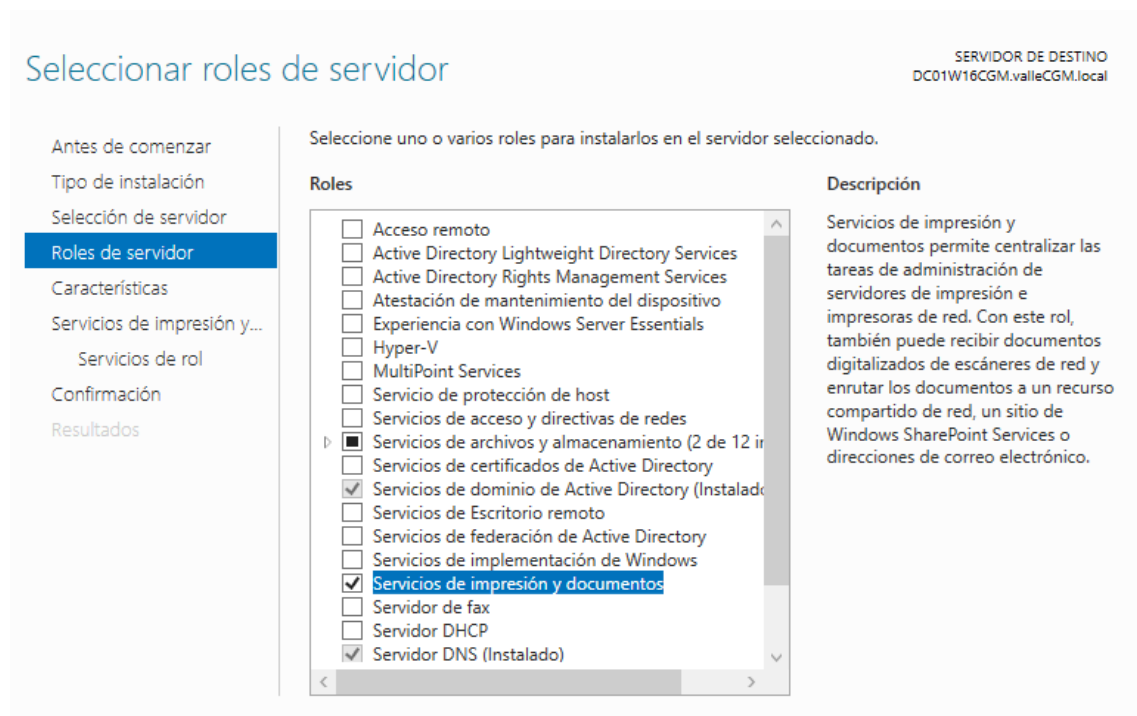 Seleccionar roles de servidor
SERVIDOR DE DESTINO
DC01W16CGM.valleCGM.local
Antes de comenzar
Tipo de instalación
Selección de servidor
Roles de servidor
Características
Servicios de impresión y...
Servicios de rol
Confirmación
Resultados
Seleccione uno o varios roles para instalarlos en el servidor seleccionado.
Roles
Acceso remoto
Active Directory Lightweight Directory Services
Active Directory Rights Management Services
Atestación de mantenimiento del dispositivo
Experiencia con Windows Server Essentials
Hyper-V
MultiPoint Services
Servicio de protección de host
Servicios de acceso y directivas de redes
Servicios de archivos y almacenamiento (2 de 12 in
Servicios de certificados de Active Directory
Servicios de dominio de Active Directory (Instalado
Servicios de Escritorio remoto
Servicios de federación de Active Directory
Servicios de implementación de Windows
Servicios de impresión y documentos
Servidor de fax
Servidor DHCP
Servidor DNS (Instalado)
Descripción
Servicios de impresión y
documentos permite centralizar las
tareas de administración de
servidores de impresión e
impresoras de red. Con este rol,
también puede recibir documentos
digitalizados de escáneres de red y
enrutar los documentos a un recurso
compartido de red, un sitio de
Windows SharePoint Services o
direcciones de correo electrónico.